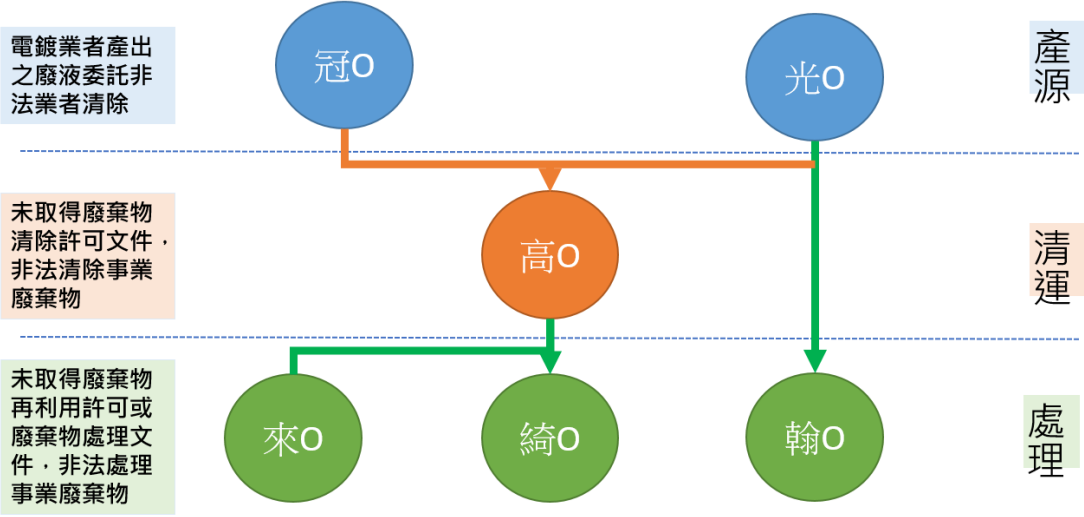 電鍍業者產出
之廢液委託非
法業者清除
冠O
光O
產
源
未取得廢棄物
清除許可文件，
非法清除事業
廢棄物
高O
清
運
未取得廢棄物
再利用許可或
廢棄物處理文
件，非法處理
事業廢棄物
來O
綺O
翰O
處
理